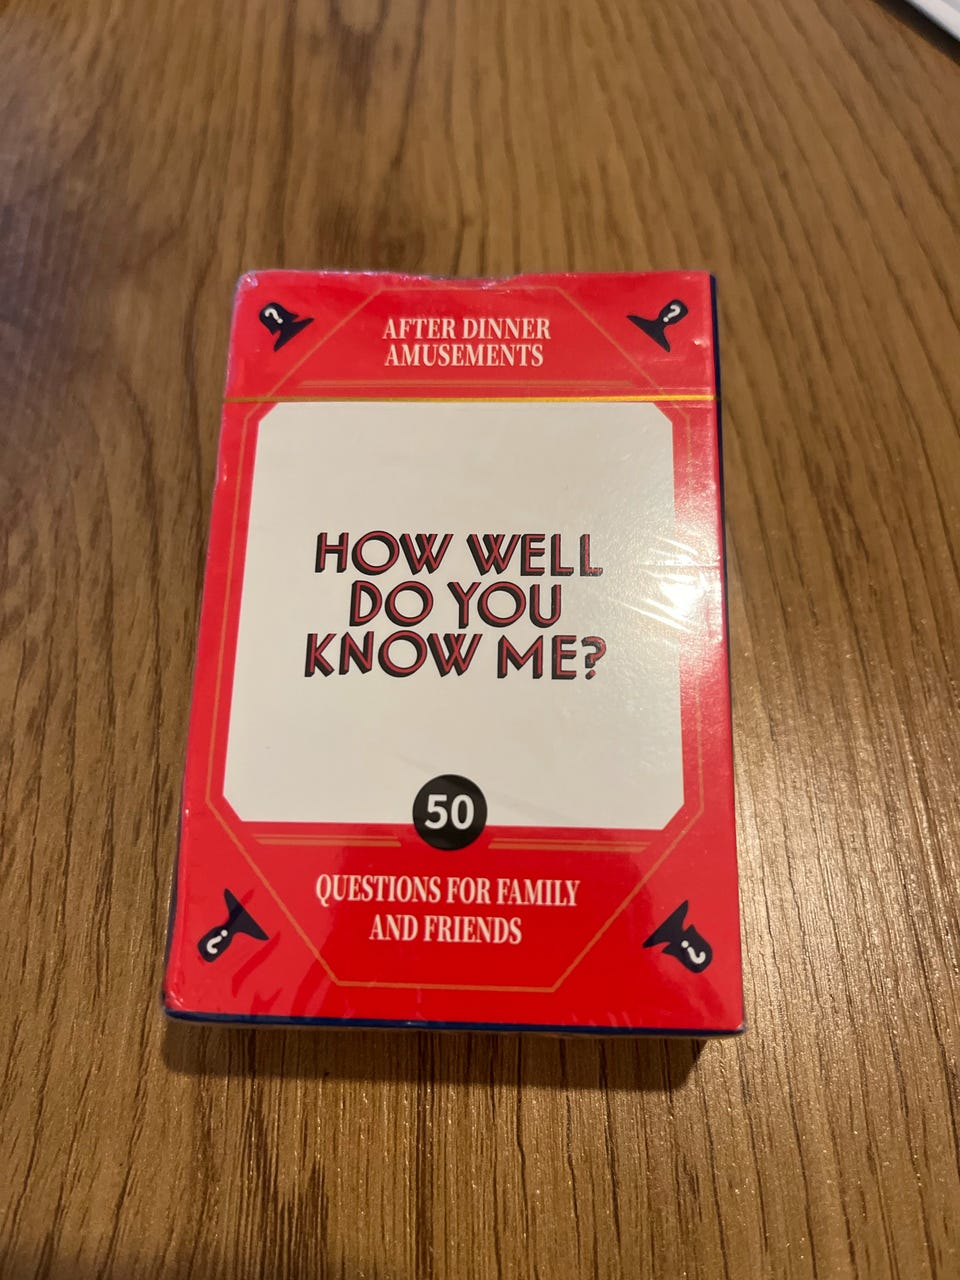 ?
?
AFTER DINNER
AMUSEMENTS
HOW WELL
DO YOU
KNOW ME?
50
QUESTIONS FOR FAMILY
AND FRIENDS
?
?